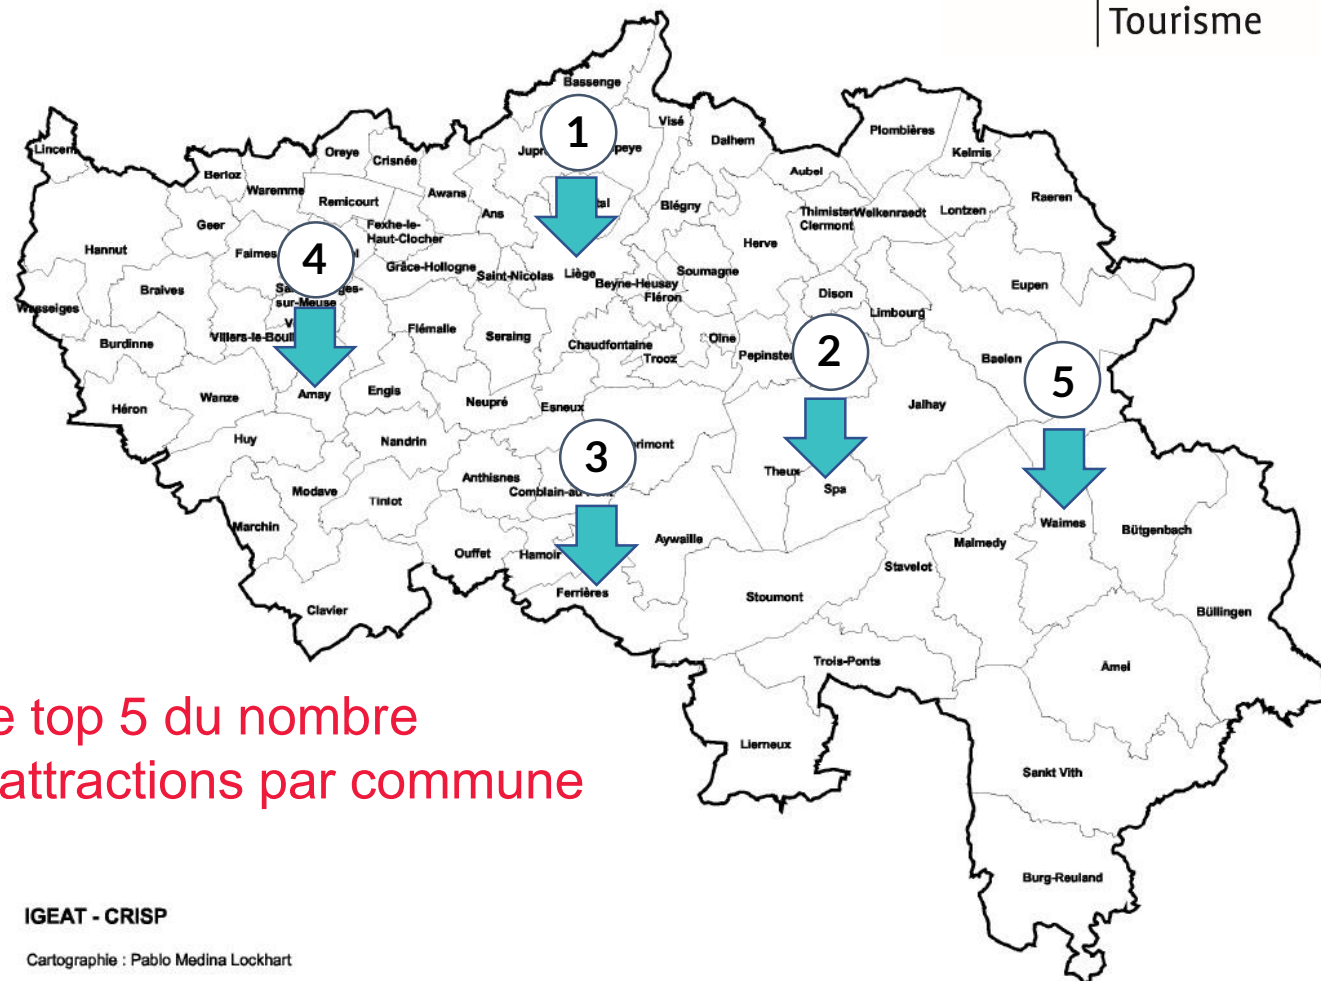 Tourisme
Bassenge
1
Visé
Dalhem
Plombières
Kelmis
Oreye
Crisnée
Berloz
Waremme
Remicourt
Awans
Ans
Blégny
Aubel
Thimister
Clermont
Welkenraedt
Lontzen
Raeren
Geer
Fexhe-le-
Haut-Clocher
Hannut
Faimes
4
Grâce-Hollogne
Saint-Nicolas
Liège
Beyne-Heusay
Fléron
Soumagne
Herve
Eupen
Braives
sur-Meuse
Dison
Limbourg
Burdinne
Flémalle
Seraing
Chaudfontaine
Trooz
Olne
2
Baelen
5
Héron
Wanze
Amay
Engis
Neupré
Esneux
Jalhay
Huy
Nandrin
3
Modave
Tinlot
Anthisnes
Theux
Spa
Marchin
Waimes
Bütgenbach
Ouffet
Hamoir
Aywaille
Malmedy
Stavelot
Clavier
Ferrières
Stoumont
Büllingen
Trois-Ponts
Amel
e top 5 du nombre
attractions par commune
Lierneux
Sankt Vith
Burg-Reuland
IGEAT - CRISP
Cartographie : Pablo Medina Lockhart